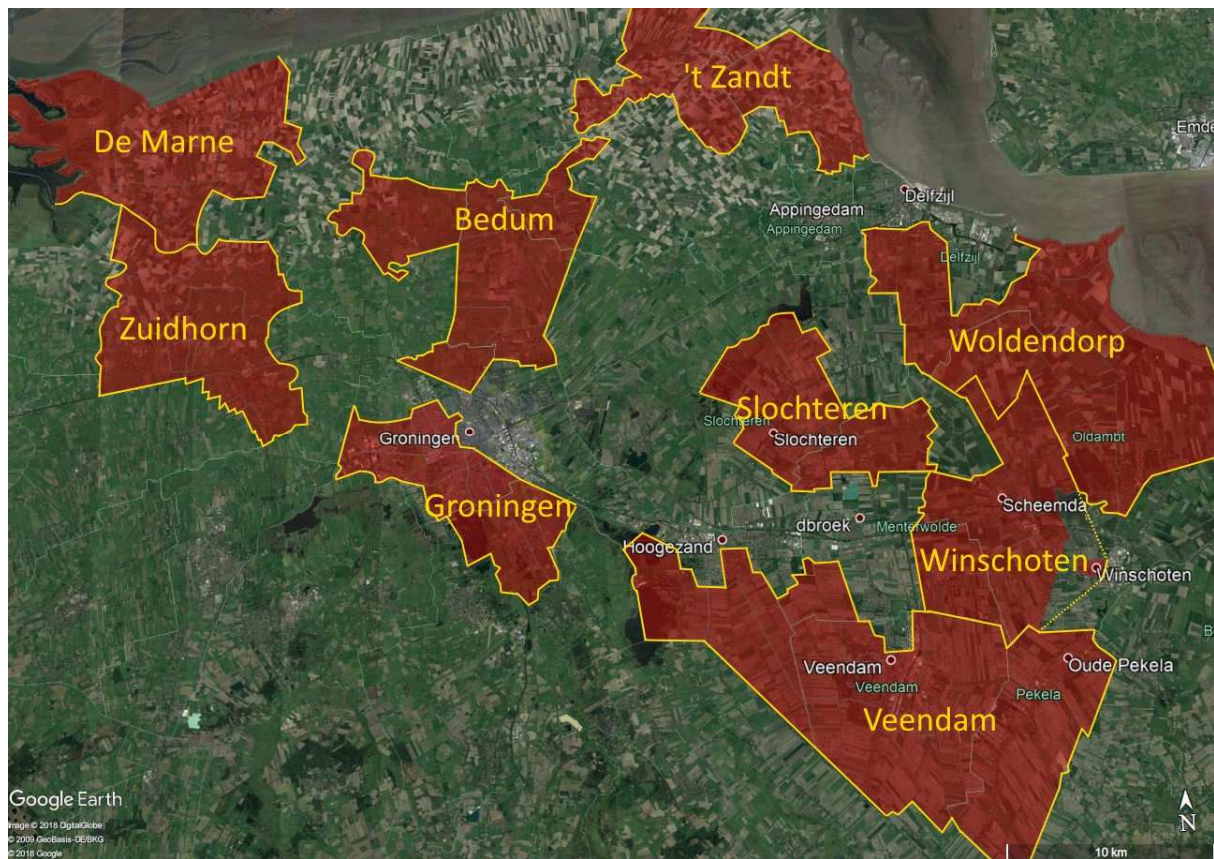 't Zandt
De Marne
Emde
Delfzijl
Appingedam
Appingedam
Bedum
Delfzijl
Zuidhorn
Woldendorp
Slochteren
Slochteren
Slochteren
Groningen
Oldambt
Groningen
Scheemda
dbroek
Menterwolde
Hoogezand
Winschoten
Winschoten
Veendam
Oude Pekela
Veendam
Pekela
Veendam
Google Earth
Image © 2018 DigitalGlobe
© 2009 GeoBasis-DE/BKG
© 2018 Google
N
10 km